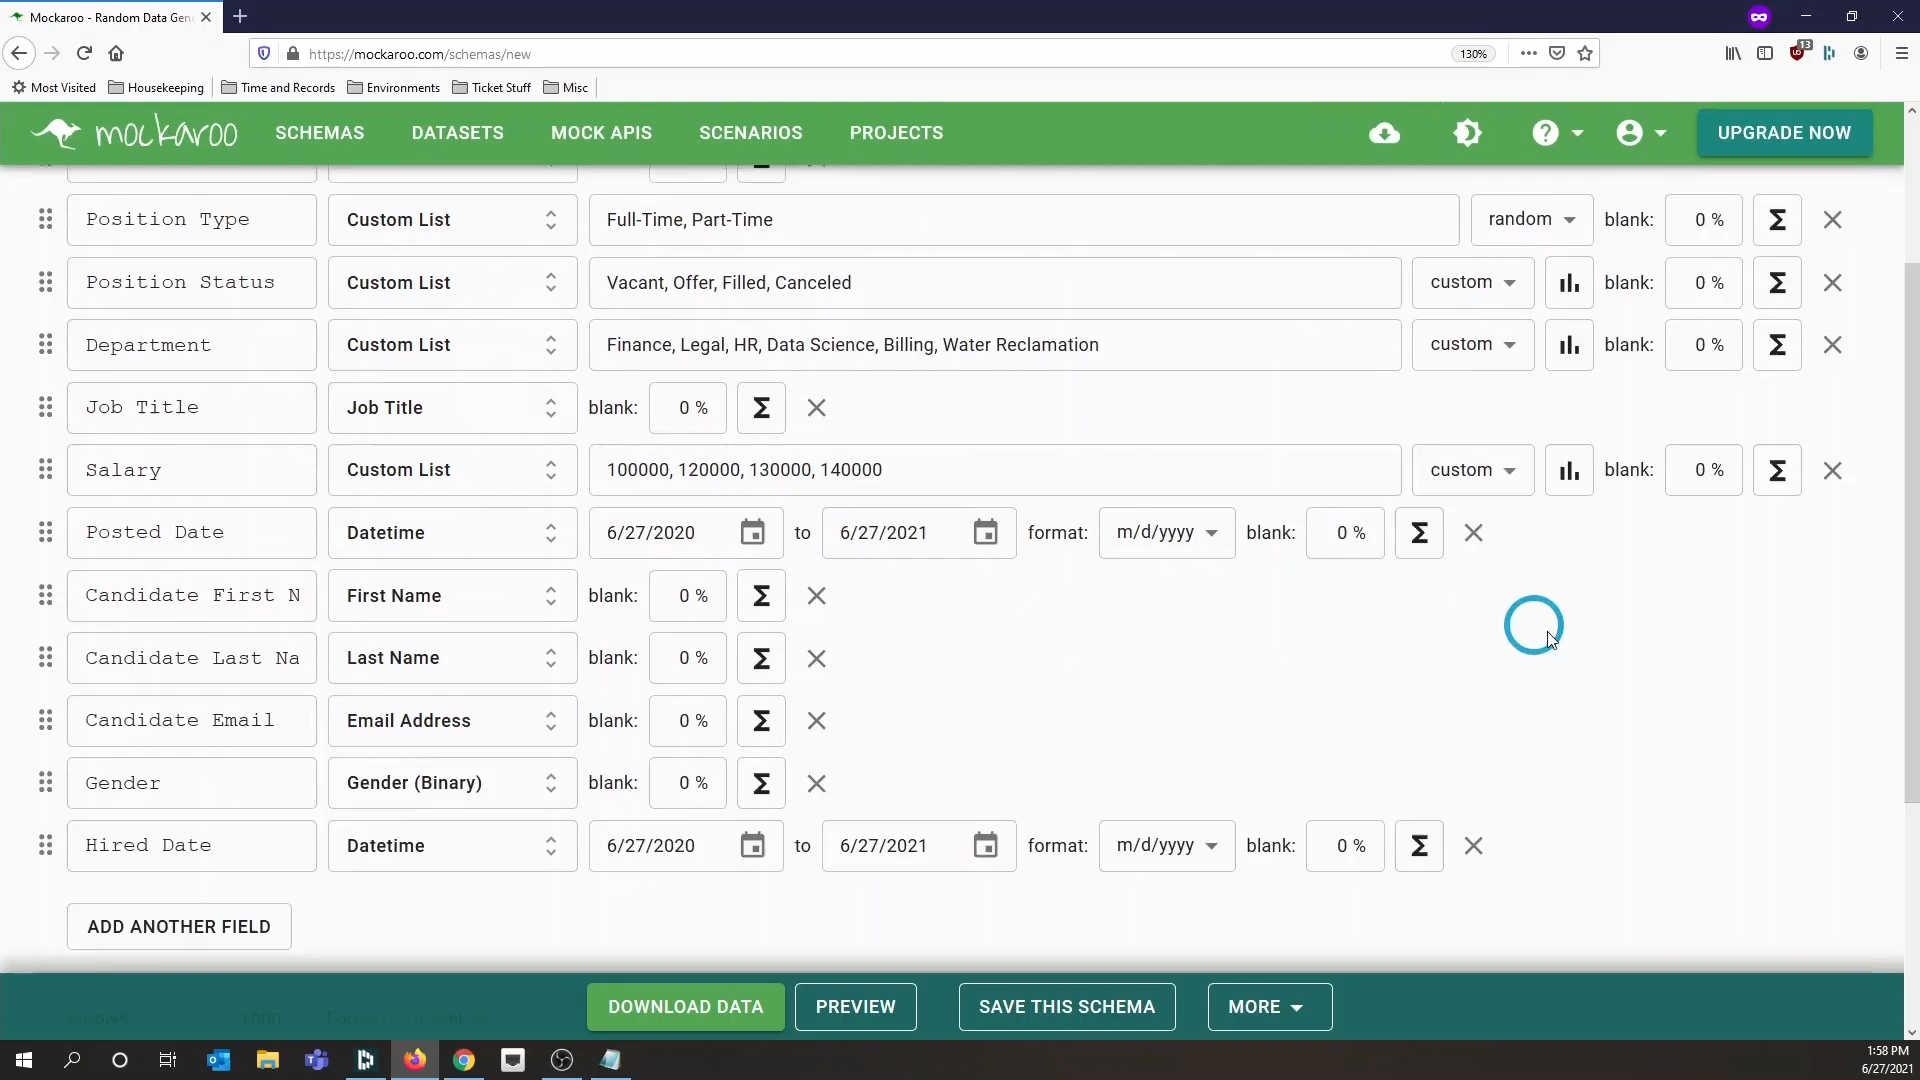 Mockaroo - Random Data Gen
https://mockaroo.com/schemas/new
130%
13
Most Visited
Housekeeping
Time and Records
Environments
Ticket Stuff
Misc
mockaroo
SCHEMAS
DATASETS
MOCK APIS
SCENARIOS
PROJECTS
UPGRADE NOW
Position Type Custom List Full-Time, Part-Time random blank: 0 % Σ
Position Status Custom List Vacant, Offer, Filled, Canceled custom blank: 0 % Σ
Department Custom List Finance, Legal, HR, Data Science, Billing, Water Reclamation custom blank: 0 % Σ
Job Title Job Title blank: 0 % Σ
Salary Custom List 100000, 120000, 130000, 140000 custom blank: 0 % Σ
Posted Date Datetime 6/27/2020 to 6/27/2021 format: m/d/yyyy blank: 0 % Σ
Candidate First N First Name blank: 0 % Σ
Candidate Last Na Last Name blank: 0 % Σ
Candidate Email Email Address blank: 0 % Σ
Gender Gender (Binary) blank: 0 % Σ
Hired Date Datetime 6/27/2020 to 6/27/2021 format: m/d/yyyy blank: 0 % Σ
ADD ANOTHER FIELD
DOWNLOAD DATA
PREVIEW
SAVE THIS SCHEMA
MORE
1:58 PM
6/27/2021